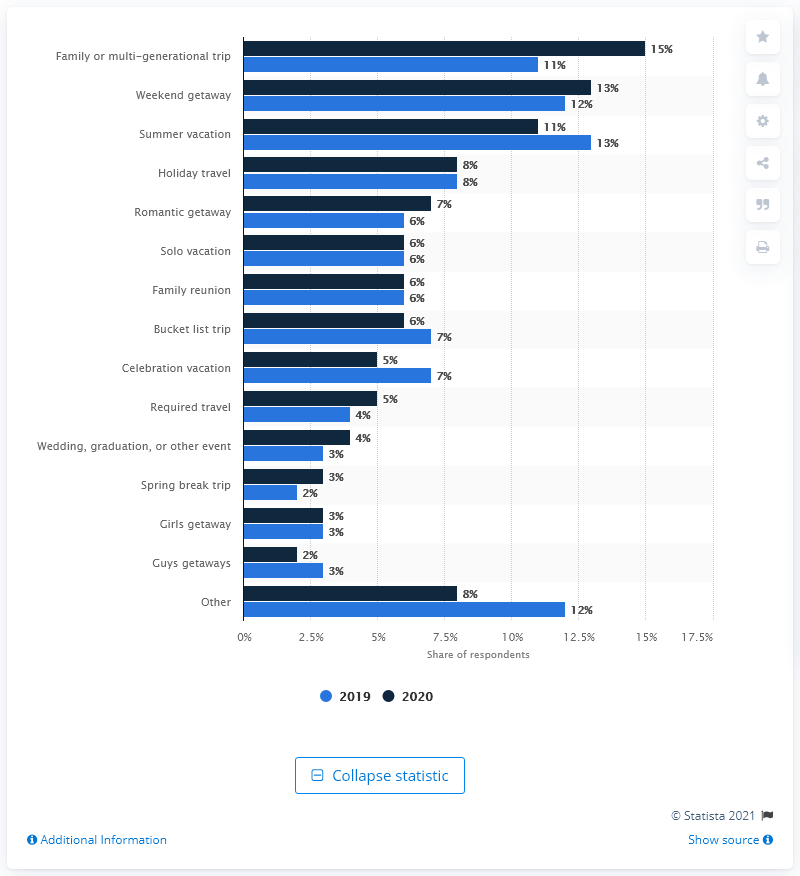 Family or multi-generational trip
15%
11%
Weekend getaway
13%
12%
Summer vacation
11%
13%
Holiday travel
8%
8%
Romantic getaway
7%
6%
Solo vacation
6%
6%
Family reunion
6%
6%
Bucket list trip
6%
7%
Celebration vacation
5%
7%
Required travel
5%
4%
Wedding, graduation, or other event
4%
3%
Spring break trip
3%
2%
Girls getaway
3%
3%
Guys getaways
2%
3%
Other
8%
12%
0% 2.5% 5% 7.5% 10% 12.5% 15% 17.5%
Share of respondents
2019 2020
Collapse statistic
© Statista 2021
Additional Information Show source